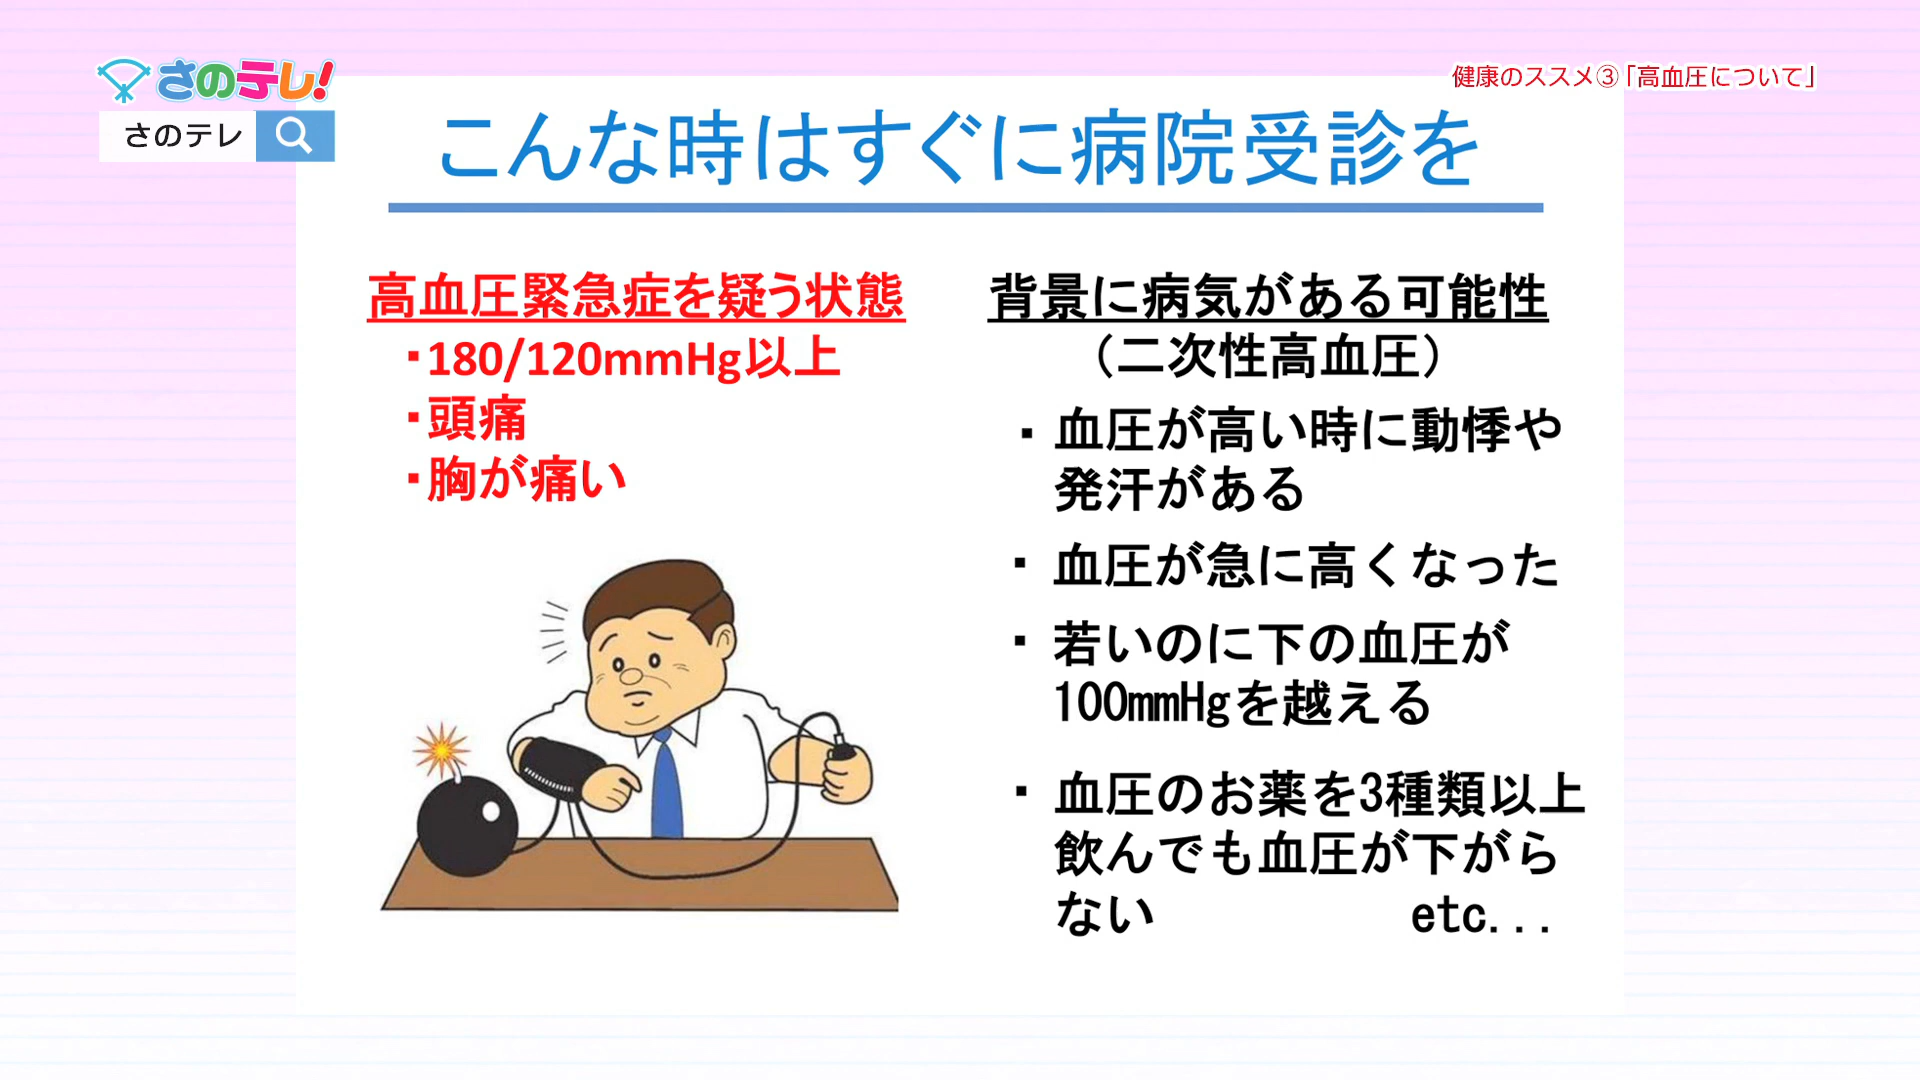 さのテレ!
さのテレ
健康のススメ③「高血圧について」
こんな時はすぐに病院受診を
高血圧緊急症を疑う状態
・180/120mmHg以上
・頭痛
・胸が痛い
背景に病気がある可能性
（二次性高血圧）
・血圧が高い時に動悸や
発汗がある
・血圧が急に高くなった
・若いのに下の血圧が
100mmHgを越える
・血圧のお薬を3種類以上
飲んでも血圧が下がら
ない etc...